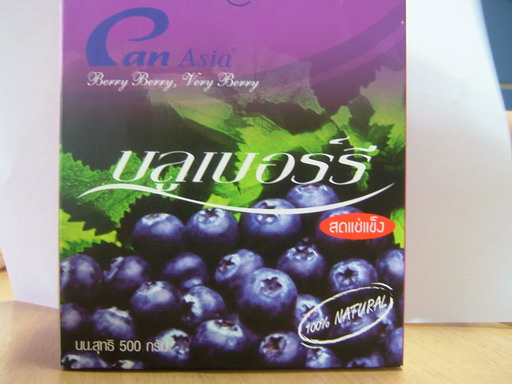 Pan Asia
Berry Berry, Very Berry
บลูเบอร์รี่
สดแช่แข็ง
100% NATURAL
นน.สุทธิ 500 กรัม